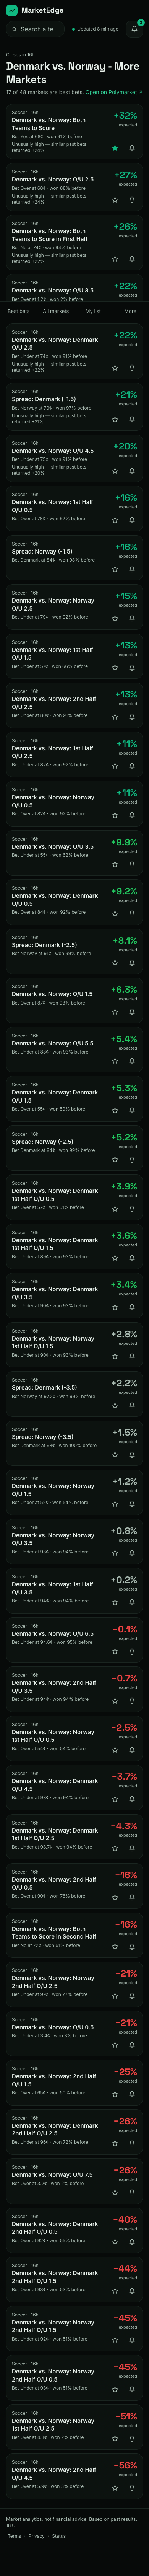 MarketEdge
Search a te
Updated 8 min ago
Closes in 16h
Denmark vs. Norway - More
Markets
17 of 48 markets are best bets. Open on Polymarket ↗
Soccer · 16h
Denmark vs. Norway: Both
Teams to Score
Bet Yes at 68¢ · won 91% before
Unusually high — similar past bets
returned +24%
+32%
expected
Soccer · 16h
Denmark vs. Norway: O/U 2.5
Bet Over at 69¢ · won 88% before
Unusually high — similar past bets
returned +24%
+27%
expected
Soccer · 16h
Denmark vs. Norway: Both
Teams to Score in First Half
Bet No at 74¢ · won 94% before
Unusually high — similar past bets
returned +22%
+26%
expected
Soccer · 16h
Denmark vs. Norway: O/U 8.5
Bet Over at 1.2¢ · won 2% before
+22%
expected
Best bets
All markets
My list
More
Soccer · 16h
Denmark vs. Norway: Denmark
O/U 2.5
Bet Under at 74¢ · won 91% before
Unusually high — similar past bets
returned +22%
+22%
expected
Soccer · 16h
Spread: Denmark (-1.5)
Bet Norway at 79¢ · won 97% before
Unusually high — similar past bets
returned +21%
+21%
expected
Soccer · 16h
Denmark vs. Norway: O/U 4.5
Bet Under at 75¢ · won 91% before
Unusually high — similar past bets
returned +20%
+20%
expected
Soccer · 16h
Denmark vs. Norway: 1st Half
O/U 0.5
Bet Over at 78¢ · won 92% before
+16%
expected
Soccer · 16h
Spread: Norway (-1.5)
Bet Denmark at 84¢ · won 98% before
+16%
expected
Soccer · 16h
Denmark vs. Norway: Norway
O/U 2.5
Bet Under at 79¢ · won 92% before
+15%
expected
Soccer · 16h
Denmark vs. Norway: 1st Half
O/U 1.5
Bet Under at 57¢ · won 66% before
+13%
expected
Soccer · 16h
Denmark vs. Norway: 2nd Half
O/U 2.5
Bet Under at 80¢ · won 91% before
+13%
expected
Soccer · 16h
Denmark vs. Norway: 1st Half
O/U 2.5
Bet Under at 82¢ · won 92% before
+11%
expected
Soccer · 16h
Denmark vs. Norway: Norway
O/U 0.5
Bet Over at 82¢ · won 92% before
+11%
expected
Soccer · 16h
Denmark vs. Norway: O/U 3.5
Bet Under at 55¢ · won 62% before
+9.9%
expected
Soccer · 16h
Denmark vs. Norway: Denmark
O/U 0.5
Bet Over at 84¢ · won 92% before
+9.2%
expected
Soccer · 16h
Spread: Denmark (-2.5)
Bet Norway at 91¢ · won 99% before
+8.1%
expected
Soccer · 16h
Denmark vs. Norway: O/U 1.5
Bet Over at 87¢ · won 93% before
+6.3%
expected
Soccer · 16h
Denmark vs. Norway: O/U 5.5
Bet Under at 88¢ · won 93% before
+5.4%
expected
Soccer · 16h
Denmark vs. Norway: Denmark
O/U 1.5
Bet Over at 55¢ · won 59% before
+5.3%
expected
Soccer · 16h
Spread: Norway (-2.5)
Bet Denmark at 94¢ · won 99% before
+5.2%
expected
Soccer · 16h
Denmark vs. Norway: Denmark
1st Half O/U 0.5
Bet Over at 57¢ · won 61% before
+3.9%
expected
Soccer · 16h
Denmark vs. Norway: Denmark
1st Half O/U 1.5
Bet Under at 89¢ · won 93% before
+3.6%
expected
Soccer · 16h
Denmark vs. Norway: Denmark
O/U 3.5
Bet Under at 90¢ · won 93% before
+3.4%
expected
Soccer · 16h
Denmark vs. Norway: Norway
1st Half O/U 1.5
Bet Under at 90¢ · won 93% before
+2.8%
expected
Soccer · 16h
Spread: Denmark (-3.5)
Bet Norway at 97.2¢ · won 99% before
+2.2%
expected
Soccer · 16h
Spread: Norway (-3.5)
Bet Denmark at 98¢ · won 100% before
+1.5%
expected
Soccer · 16h
Denmark vs. Norway: Norway
O/U 1.5
Bet Under at 52¢ · won 54% before
+1.2%
expected
Soccer · 16h
Denmark vs. Norway: Norway
O/U 3.5
Bet Under at 93¢ · won 94% before
+0.8%
expected
Soccer · 16h
Denmark vs. Norway: 1st Half
O/U 3.5
Bet Under at 94¢ · won 94% before
+0.2%
expected
Soccer · 16h
Denmark vs. Norway: O/U 6.5
Bet Under at 94.6¢ · won 95% before
−0.1%
expected
Soccer · 16h
Denmark vs. Norway: 2nd Half
O/U 3.5
Bet Under at 94¢ · won 94% before
−0.7%
expected
Soccer · 16h
Denmark vs. Norway: Norway
1st Half O/U 0.5
Bet Over at 54¢ · won 54% before
−2.5%
expected
Soccer · 16h
Denmark vs. Norway: Denmark
O/U 4.5
Bet Under at 98¢ · won 94% before
−3.7%
expected
Soccer · 16h
Denmark vs. Norway: Denmark
1st Half O/U 2.5
Bet Under at 98.7¢ · won 94% before
−4.3%
expected
Soccer · 16h
Denmark vs. Norway: 2nd Half
O/U 0.5
Bet Over at 90¢ · won 76% before
−16%
expected
Soccer · 16h
Denmark vs. Norway: Both
Teams to Score in Second Half
Bet No at 72¢ · won 61% before
−16%
expected
Soccer · 16h
Denmark vs. Norway: Norway
2nd Half O/U 2.5
Bet Under at 97¢ · won 77% before
−21%
expected
Soccer · 16h
Denmark vs. Norway: O/U 0.5
Bet Under at 3.4¢ · won 3% before
−21%
expected
Soccer · 16h
Denmark vs. Norway: 2nd Half
O/U 1.5
Bet Over at 65¢ · won 50% before
−25%
expected
Soccer · 16h
Denmark vs. Norway: Denmark
2nd Half O/U 2.5
Bet Under at 96¢ · won 72% before
−26%
expected
Soccer · 16h
Denmark vs. Norway: O/U 7.5
Bet Over at 3.2¢ · won 2% before
−26%
expected
Soccer · 16h
Denmark vs. Norway: Denmark
2nd Half O/U 0.5
Bet Over at 92¢ · won 55% before
−40%
expected
Soccer · 16h
Denmark vs. Norway: Denmark
2nd Half O/U 1.5
Bet Over at 93¢ · won 53% before
−44%
expected
Soccer · 16h
Denmark vs. Norway: Norway
2nd Half O/U 1.5
Bet Under at 92¢ · won 51% before
−45%
expected
Soccer · 16h
Denmark vs. Norway: Norway
2nd Half O/U 0.5
Bet Over at 93¢ · won 51% before
−45%
expected
Soccer · 16h
Denmark vs. Norway: Norway
1st Half O/U 2.5
Bet Over at 4.8¢ · won 2% before
−51%
expected
Soccer · 16h
Denmark vs. Norway: 2nd Half
O/U 4.5
Bet Over at 5.9¢ · won 3% before
−56%
expected
Market analytics, not financial advice. Based on past results.
18+.
Terms · Privacy · Status